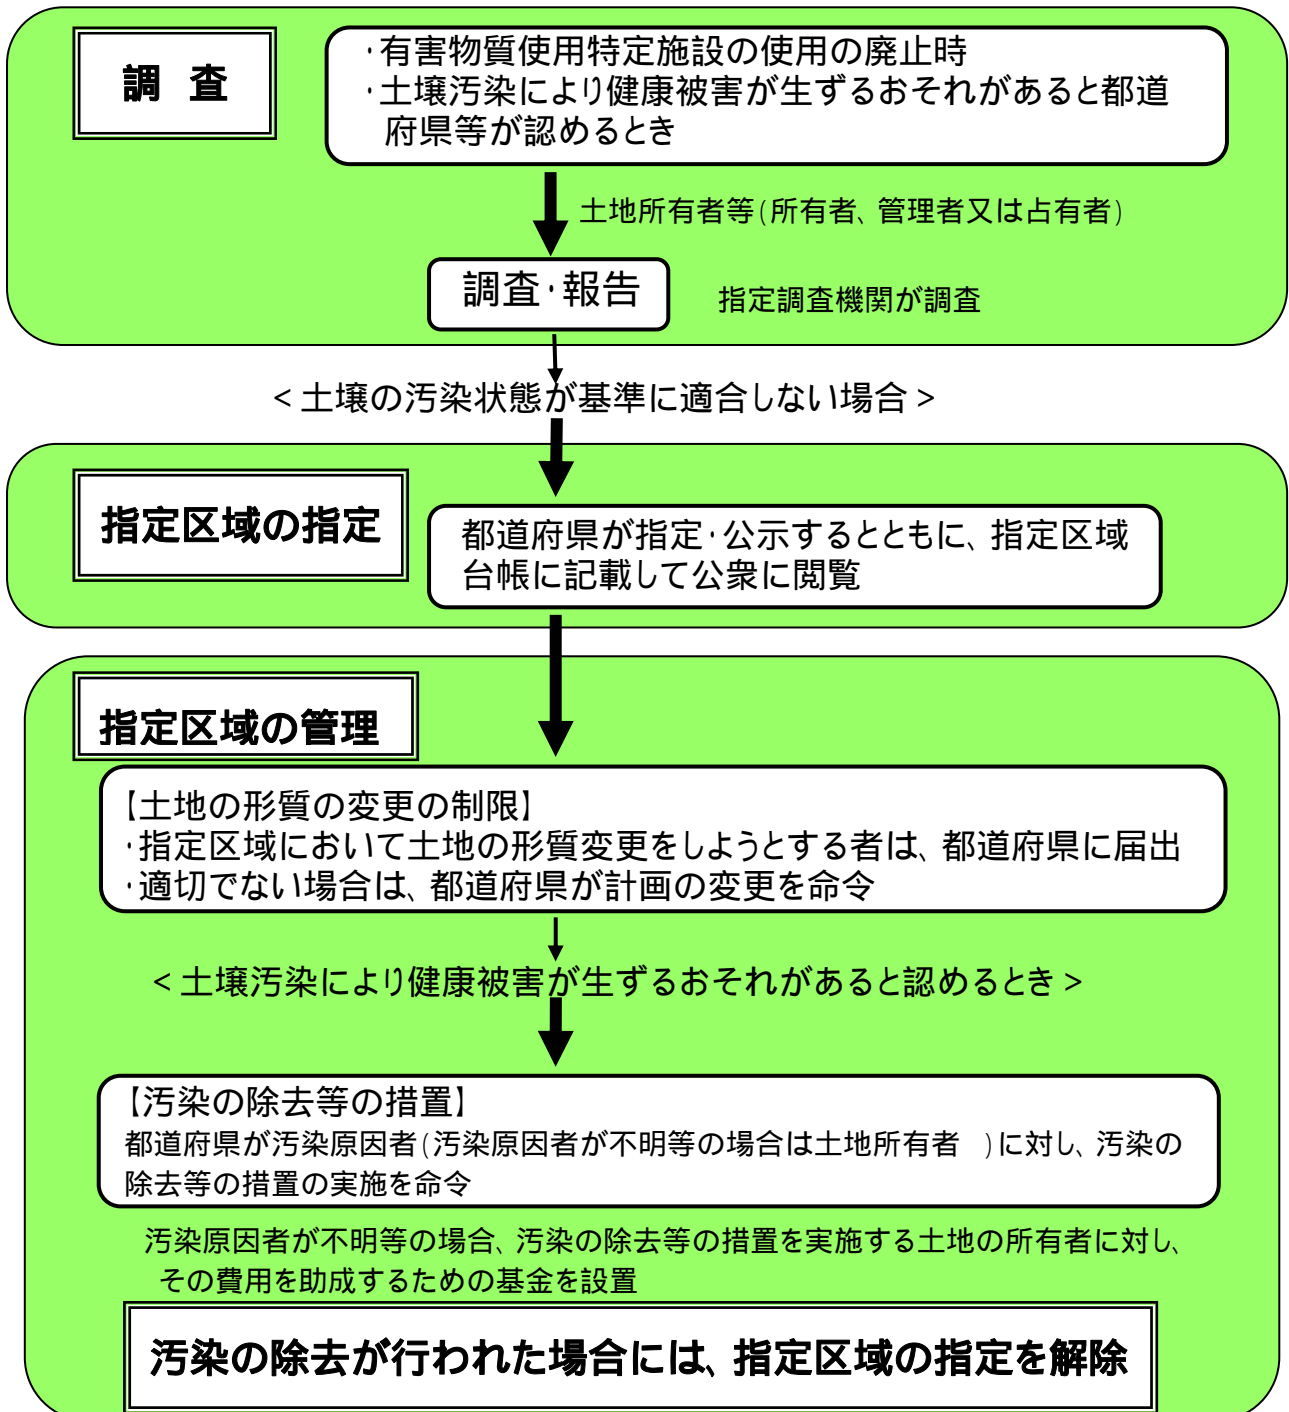 調 査
・有害物質使用特定施設の使用の廃止時
・土壌汚染により健康被害が生ずるおそれがあると都道
府県等が認めるとき
土地所有者等(所有者、管理者又は占有者)
調査・報告
指定調査機関が調査
<土壌の汚染状態が基準に適合しない場合>
指定区域の指定
都道府県が指定・公示するとともに、指定区域
台帳に記載して公衆に閲覧
指定区域の管理
【土地の形質の変更の制限】
・指定区域において土地の形質変更をしようとする者は、都道府県に届出
・適切でない場合は、都道府県が計画の変更を命令
<土壌汚染により健康被害が生ずるおそれがあると認めるとき>
【汚染の除去等の措置】
都道府県が汚染原因者(汚染原因者が不明等の場合は土地所有者 )に対し、汚染の
除去等の措置の実施を命令
汚染原因者が不明等の場合、汚染の除去等の措置を実施する土地の所有者に対し、
その費用を助成するための基金を設置
汚染の除去が行われた場合には、指定区域の指定を解除